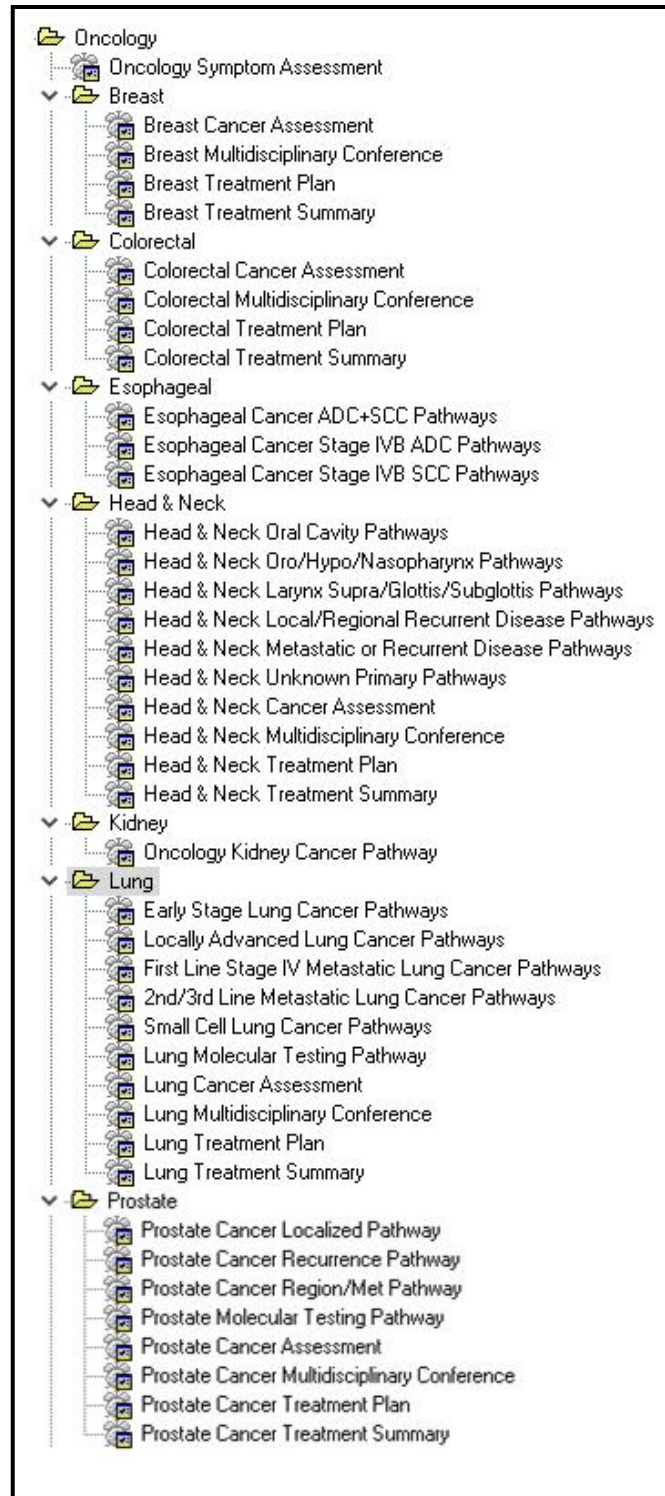 Oncology
Oncology Symptom Assessment
Breast
Breast Cancer Assessment
Breast Multidisciplinary Conference
Breast Treatment Plan
Breast Treatment Summary
Colorectal
Colorectal Cancer Assessment
Colorectal Multidisciplinary Conference
Colorectal Treatment Plan
Colorectal Treatment Summary
Esophageal
Esophageal Cancer ADC+SCC Pathways
Esophageal Cancer Stage IVB ADC Pathways
Esophageal Cancer Stage IVB SCC Pathways
Head & Neck
Head & Neck Oral Cavity Pathways
Head & Neck Oro/Hypo/Nasopharynx Pathways
Head & Neck Larynx Supra/Glottis/Subglottis Pathways
Head & Neck Local/Regional Recurrent Disease Pathways
Head & Neck Metastatic or Recurrent Disease Pathways
Head & Neck Unknown Primary Pathways
Head & Neck Cancer Assessment
Head & Neck Multidisciplinary Conference
Head & Neck Treatment Plan
Head & Neck Treatment Summary
Kidney
Oncology Kidney Cancer Pathway
Lung
Early Stage Lung Cancer Pathways
Locally Advanced Lung Cancer Pathways
First Line Stage IV Metastatic Lung Cancer Pathways
2nd/3rd Line Metastatic Lung Cancer Pathways
Small Cell Lung Cancer Pathways
Lung Molecular Testing Pathway
Lung Cancer Assessment
Lung Multidisciplinary Conference
Lung Treatment Plan
Lung Treatment Summary
Prostate
Prostate Cancer Localized Pathway
Prostate Cancer Recurrence Pathway
Prostate Cancer Region/Met Pathway
Prostate Molecular Testing Pathway
Prostate Cancer Assessment
Prostate Cancer Multidisciplinary Conference
Prostate Cancer Treatment Plan
Prostate Cancer Treatment Summary